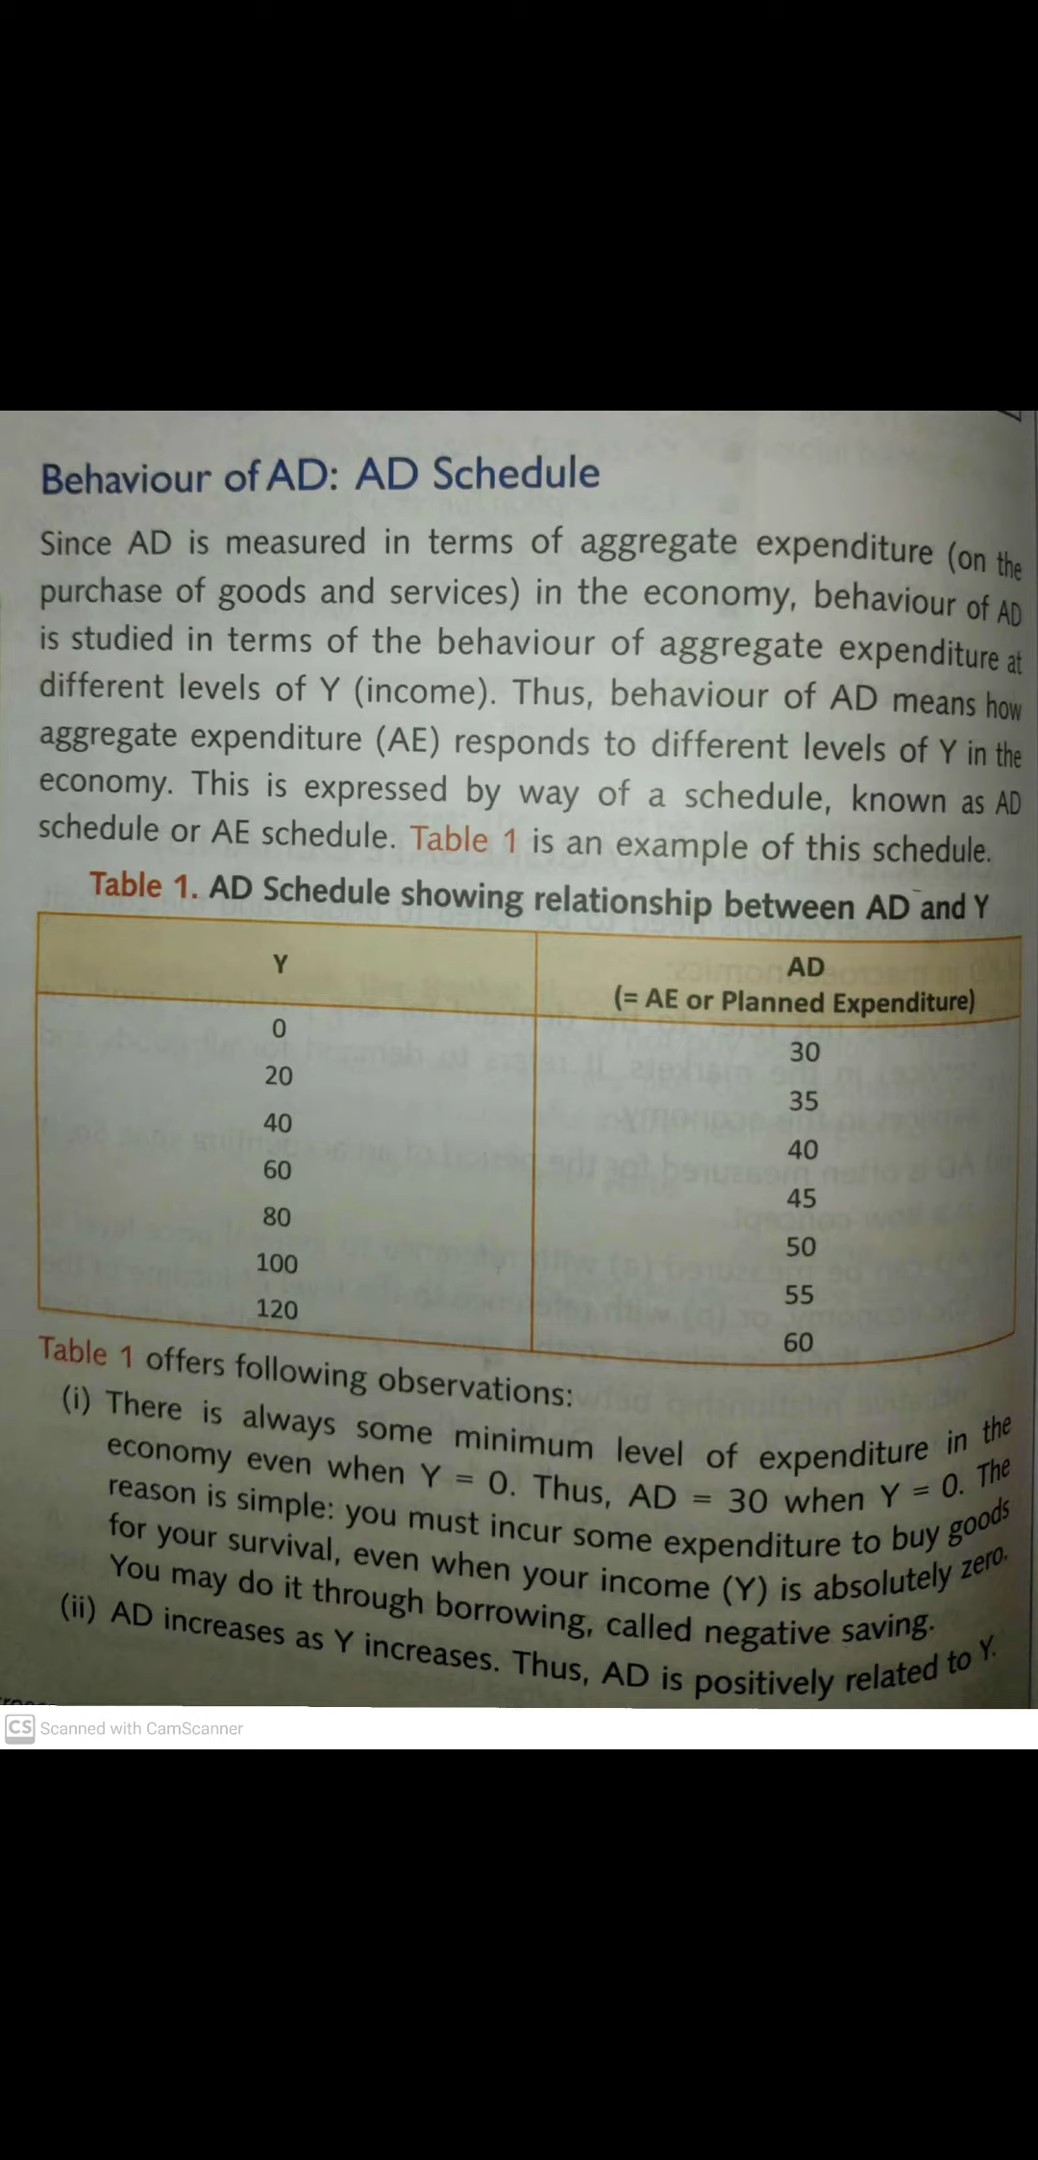 Behaviour of AD: AD Schedule
Since AD is measured in terms of aggregate expenditure (on the
purchase of goods and services) in the economy, behaviour of AD
is studied in terms of the behaviour of aggregate expenditure at
different levels of Y (income). Thus, behaviour of AD means how
aggregate expenditure (AE) responds to different levels of Y in the
economy. This is expressed by way of a schedule, known as AD
schedule or AE schedule. Table 1 is an example of this schedule.
Table 1. AD Schedule showing relationship between AD and Y
Y AD
(= AE or Planned Expenditure)
0 30
20 35
40 40
60 45
80 50
100 55
120 60
Table 1 offers following observations:
(i) There is always some minimum level of expenditure in the
economy even when Y = 0. Thus, AD = 30 when Y = 0. The
reason is simple: you must incur some expenditure to buy goods
for your survival, even when your income (Y) is absolutely zero.
You may do it through borrowing, called negative saving.
(ii) AD increases as Y increases. Thus, AD is positively related to Y.
CS Scanned with CamScanner